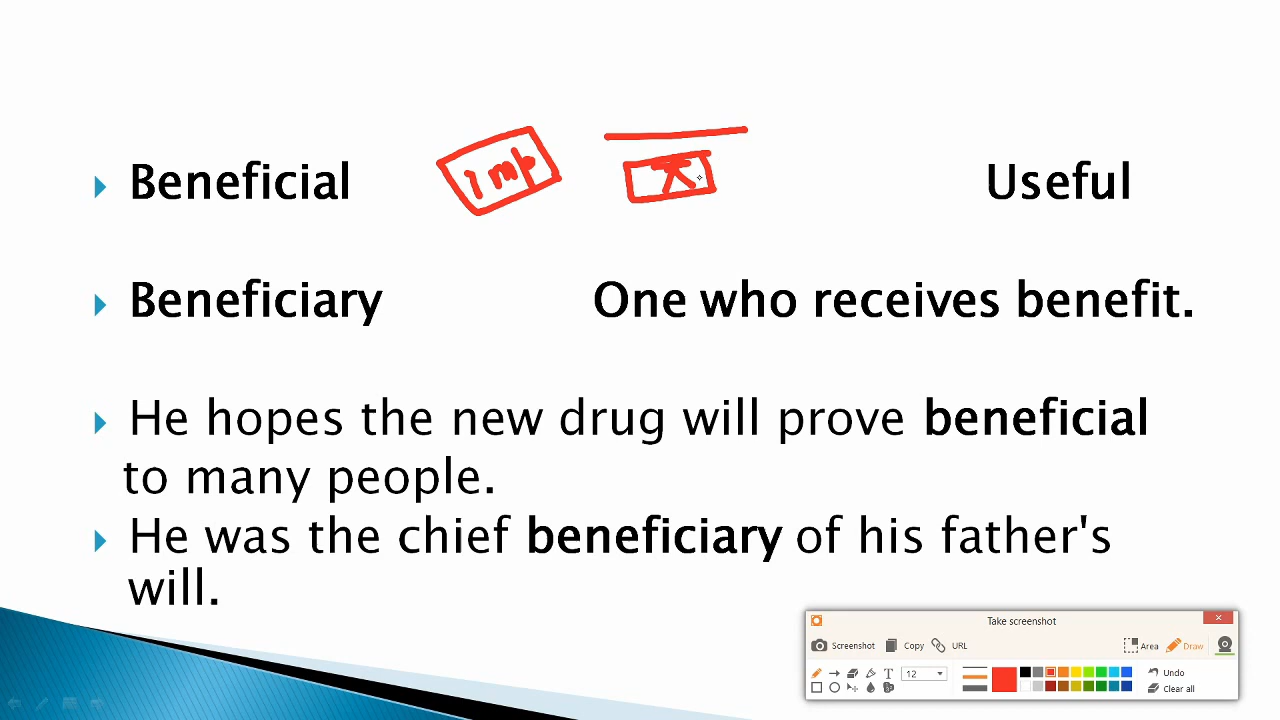 Beneficial imp Useful
Beneficiary One who receives benefit.
He hopes the new drug will prove beneficial
to many people.
He was the chief beneficiary of his father's
will.
Take screenshot
Screenshot Copy URL Area Draw
T 12 Undo
Clear all